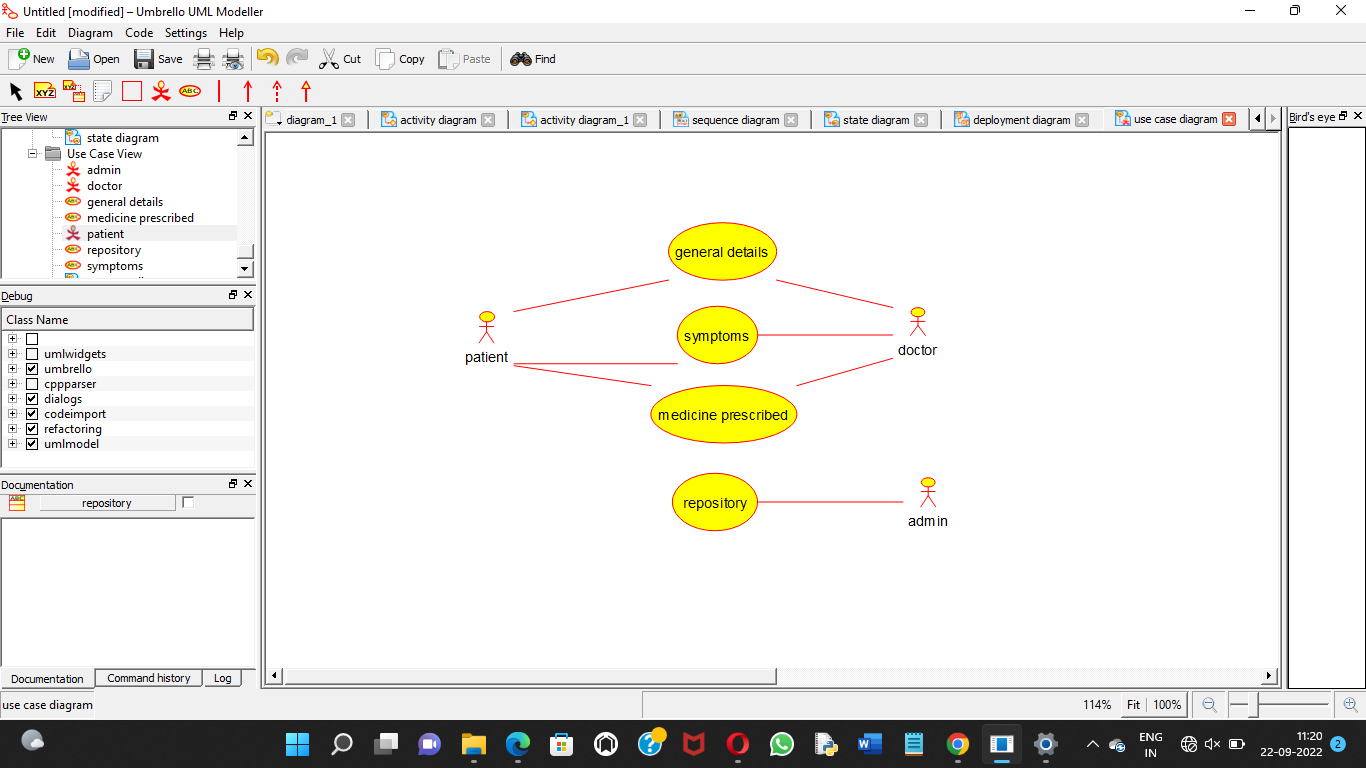 Untitled [modified] – Umbrello UML Modeller
File Edit Diagram Code Settings Help
New Open Save Cut Copy Paste Find
XYZ XYZ ABC
Tree View
diagram_1 activity diagram activity diagram_1 sequence diagram state diagram deployment diagram use case diagram
Bird's eye
state diagram
Use Case View
admin
doctor
general details
medicine prescribed
patient
repository
symptoms
Debug
Class Name
umlwidgets
umbrello
cppparser
dialogs
codeimport
refactoring
umlmodel
Documentation
repository
Documentation Command history Log
general details
symptoms
patient
doctor
medicine prescribed
repository
admin
use case diagram
114% Fit 100%
ENG
IN
11:20
22-09-2022
2